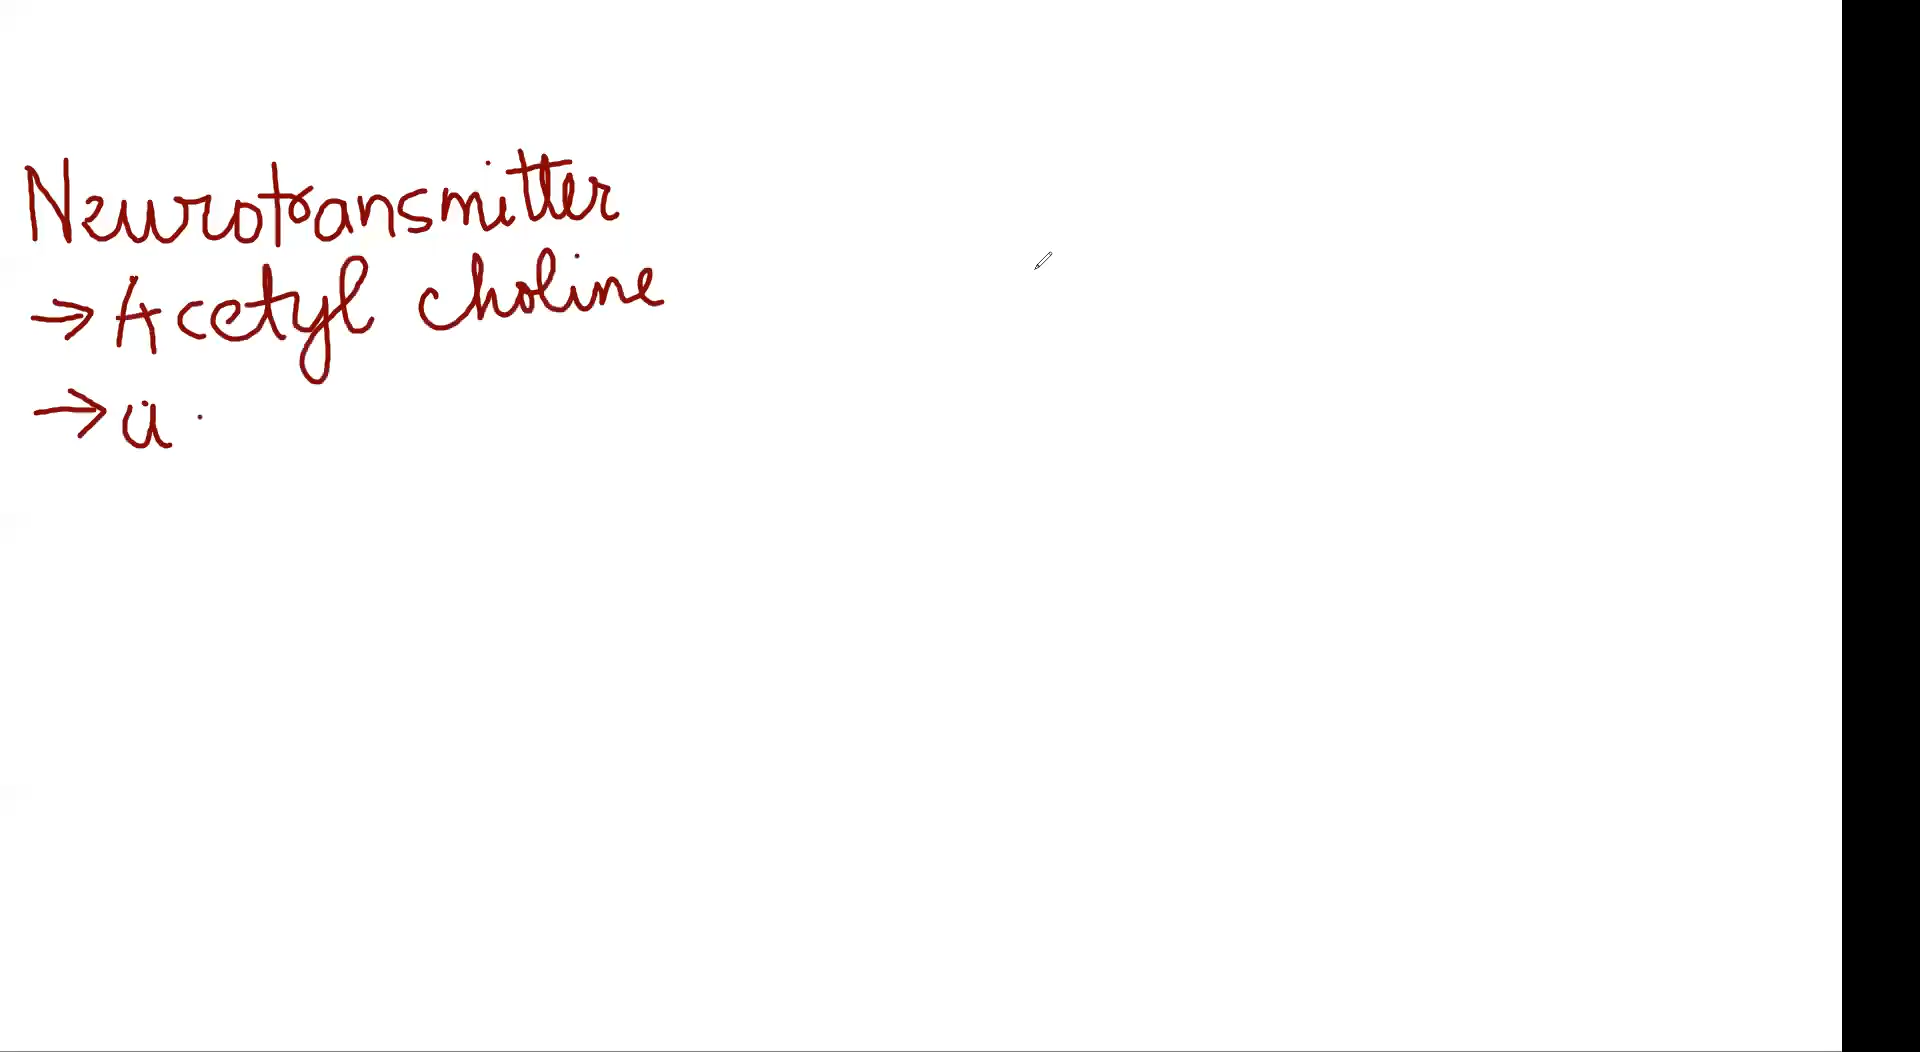 Neurotransmitter
→ Acetyl choline
→